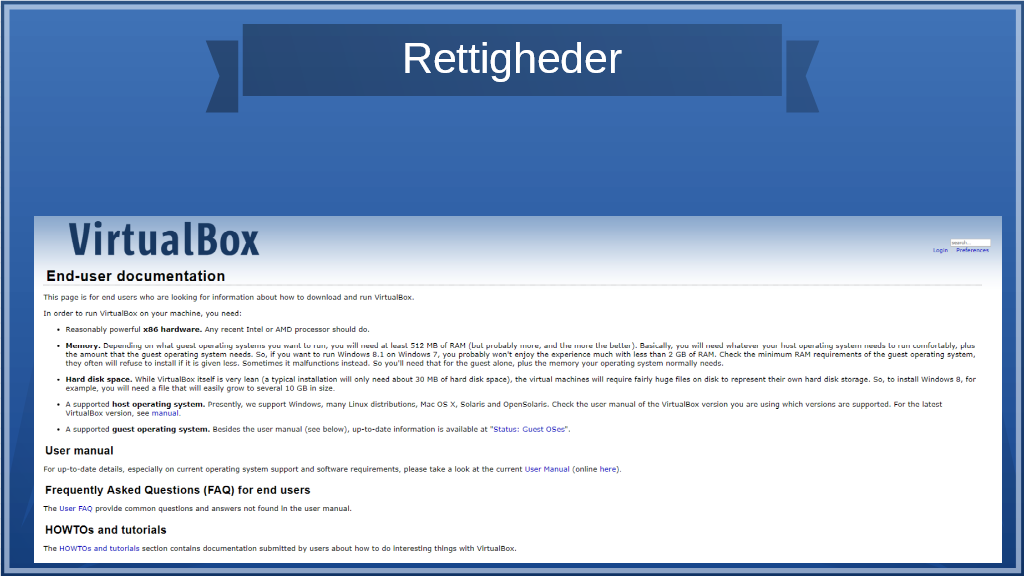 Rettigheder
VirtualBox
search...
Login Preferences
End-user documentation
This page is for end users who are looking for information about how to download and run VirtualBox.
In order to run VirtualBox on your machine, you need:
• Reasonably powerful x86 hardware. Any recent Intel or AMD processor should do.
• Memory. Depending on what guest operating systems you want to run, you will need at least 512 MB of RAM (but probably more, and the more the better). Basically, you will need whatever your host operating system needs to run comfortably, plus
the amount that the guest operating system needs. So, if you want to run Windows 8.1 on Windows 7, you probably won't enjoy the experience much with less than 2 GB of RAM. Check the minimum RAM requirements of the guest operating system,
they often will refuse to install if it is given less. Sometimes it malfunctions instead. So you'll need that for the guest alone, plus the memory your operating system normally needs.
• Hard disk space. While VirtualBox itself is very lean (a typical installation will only need about 30 MB of hard disk space), the virtual machines will require fairly huge files on disk to represent their own hard disk storage. So, to install Windows 8, for
example, you will need a file that will easily grow to several 10 GB in size.
• A supported host operating system. Presently, we support Windows, many Linux distributions, Mac OS X, Solaris and OpenSolaris. Check the user manual of the VirtualBox version you are using which versions are supported. For the latest
VirtualBox version, see manual.
• A supported guest operating system. Besides the user manual (see below), up-to-date information is available at "Status: Guest OSes".
User manual
For up-to-date details, especially on current operating system support and software requirements, please take a look at the current User Manual (online here).
Frequently Asked Questions (FAQ) for end users
The User FAQ provide common questions and answers not found in the user manual.
HOWTOs and tutorials
The HOWTOs and tutorials section contains documentation submitted by users about how to do interesting things with VirtualBox.